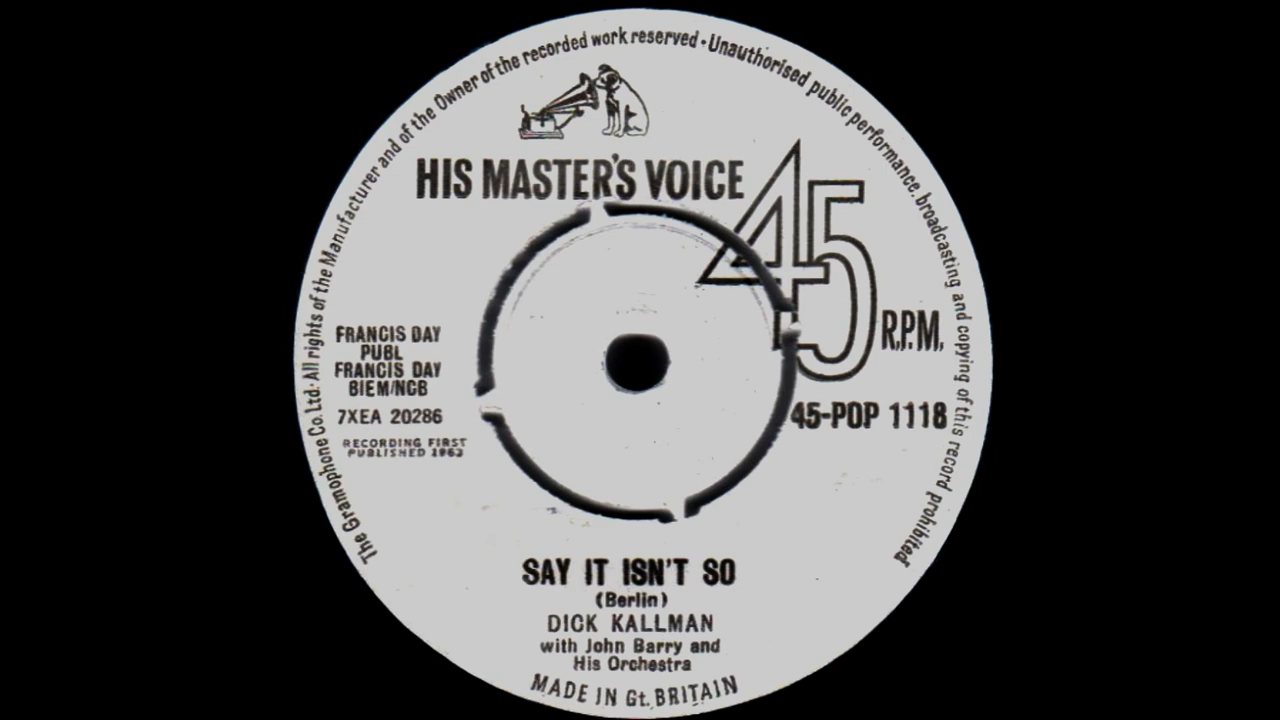 The Gramophone Co. Ltd. · All rights of the Manufacturer and of the Owner of the recorded work reserved · Unauthorised public performance, broadcasting and copying of this record prohibited
HIS MASTER'S VOICE
45
R.P.M.
FRANCIS DAY
PUBL
FRANCIS DAY
BIEM/NCB
7XEA 20286
RECORDING FIRST
PUBLISHED 1963
45-POP 1118
SAY IT ISN'T SO
(Berlin)
DICK KALLMAN
with John Barry and
His Orchestra
MADE IN Gt. BRITAIN